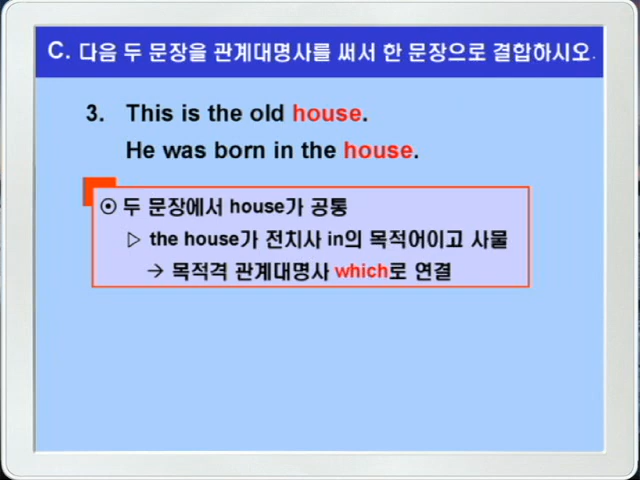 C. 다음 두 문장을 관계대명사를 써서 한 문장으로 결합하시오.
3. This is the old house.
He was born in the house.
⊙ 두 문장에서 house가 공통
▷ the house가 전치사 in의 목적어이고 사물
→ 목적격 관계대명사 which로 연결